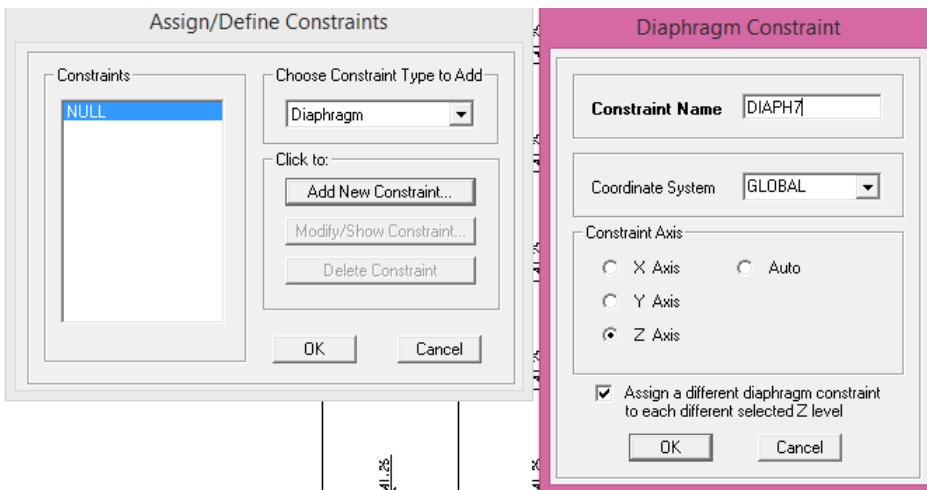 Assign/Define Constraints
Constraints
NULL
Choose Constraint Type to Add
Diaphragm
Click to:
Add New Constraint...
Modify/Show Constraint...
Delete Constraint
OK
Cancel
Diaphragm Constraint
Constraint Name
DIAPH7
Coordinate System
GLOBAL
Constraint Axis
X Axis
Auto
Y Axis
Z Axis
Assign a different diaphragm constraint
to each different selected Z level
OK
Cancel